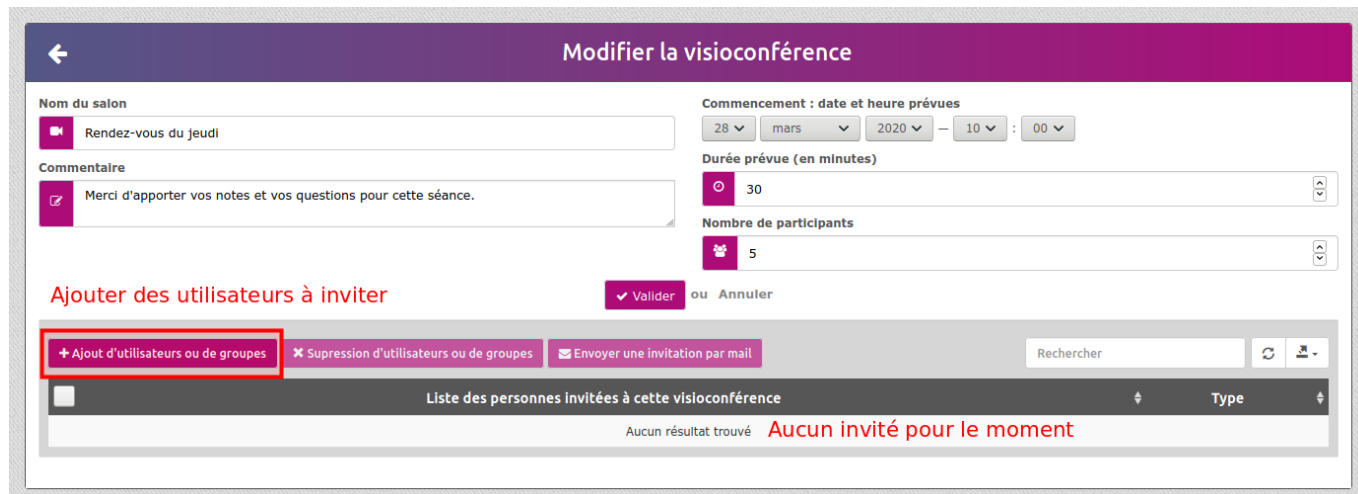 Modifier la visioconférence
Nom du salon
Rendez-vous du jeudi
Commentaire
Merci d'apporter vos notes et vos questions pour cette séance.
Commencement : date et heure prévues
28 mars 2020 — 10 : 00
Durée prévue (en minutes)
30
Nombre de participants
5
Ajouter des utilisateurs à inviter
Valider ou Annuler
Ajout d'utilisateurs ou de groupes Supression d'utilisateurs ou de groupes Envoyer une invitation par mail Rechercher
Liste des personnes invitées à cette visioconférence Type
Aucun résultat trouvé Aucun invité pour le moment